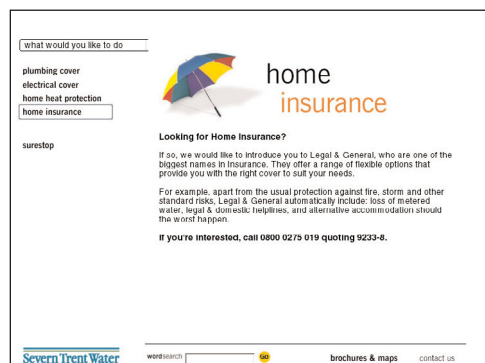 what would you like to do
plumbing cover
electrical cover
home heat protection
home insurance
surestop
home
insurance
Looking for Home Insurance?
If so, we would like to introduce you to Legal & General, who are one of the
biggest names in Insurance. They offer a range of flexible options that
provide you with the right cover to suit your needs.
For example, apart from the usual protection against fire, storm and other
standard risks, Legal & General automatically include: loss of metered
water, legal & domestic helplines, and alternative accommodation should
the worst happen.
If you're interested, call 0800 0275 019 quoting 9233-8.
Severn Trent Water
wordsearch
Go
brochures & maps
contact us